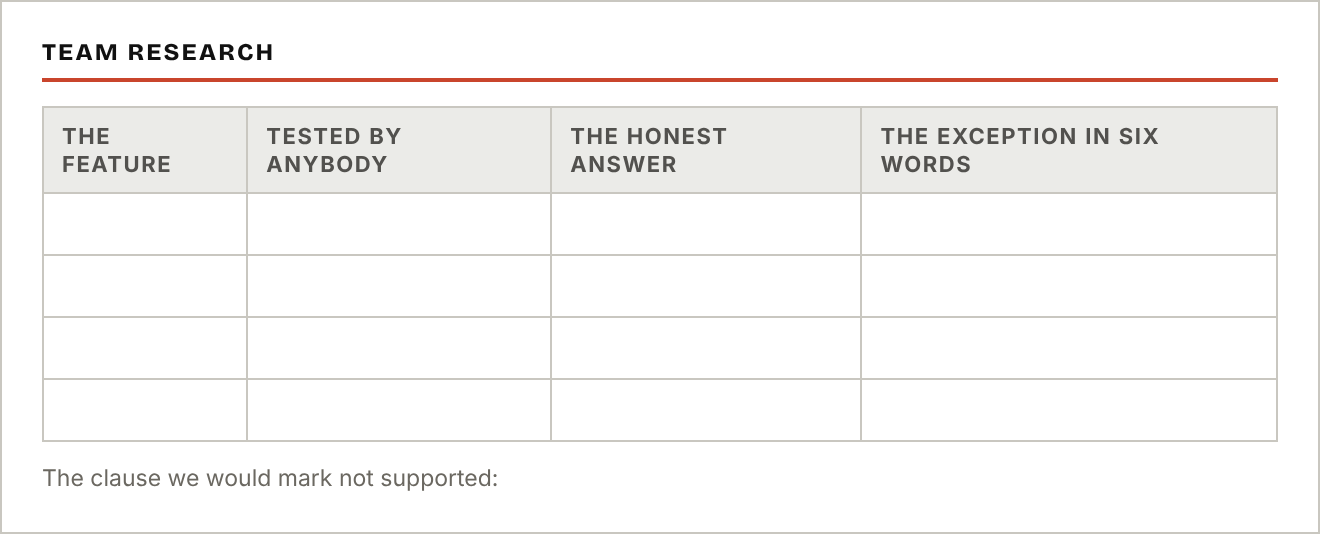 TEAM RESEARCH
THE
FEATURE
TESTED BY
ANYBODY
THE HONEST
ANSWER
THE EXCEPTION IN SIX
WORDS
The clause we would mark not supported: